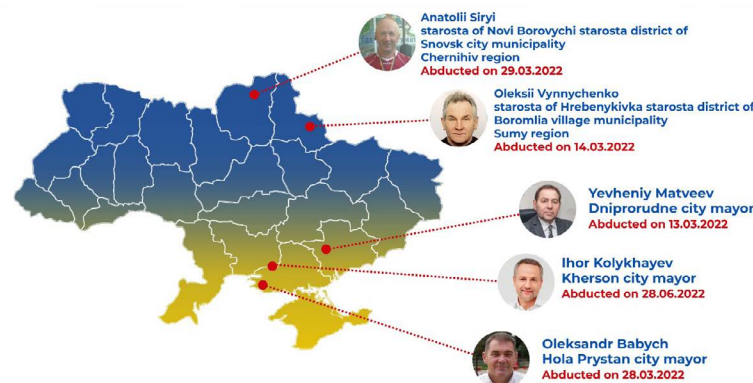 Anatolii Siryi
starosta of Novi Borovychi starosta district of
Snovsk city municipality
Chernihiv region
Abducted on 29.03.2022
Oleksii Vynnychenko
starosta of Hrebenykivka starosta district of
Boromlia village municipality
Sumy region
Abducted on 14.03.2022
Yevheniy Matveev
Dniprorudne city mayor
Abducted on 13.03.2022
Ihor Kolykhayev
Kherson city mayor
Abducted on 28.06.2022
Oleksandr Babych
Hola Prystan city mayor
Abducted on 28.03.2022